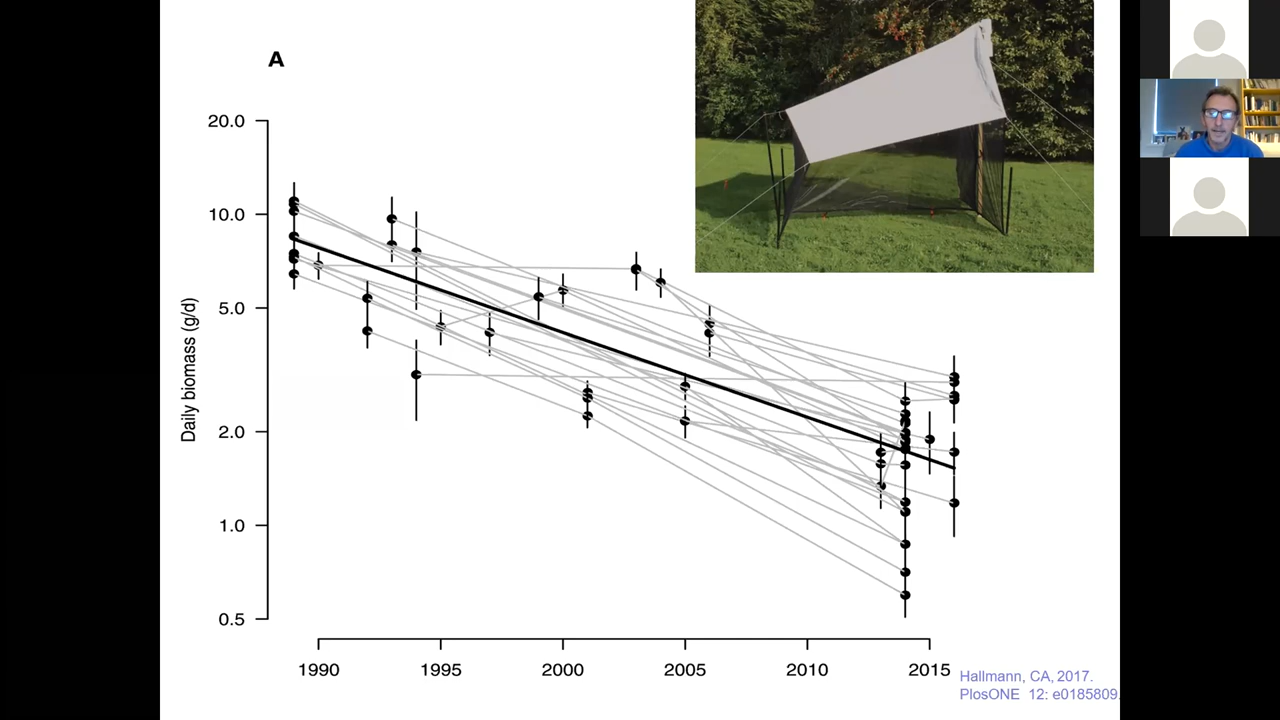 A
20.0
10.0
5.0
2.0
1.0
0.5
Daily biomass (g/d)
1990 1995 2000 2005 2010 2015
Hallmann, CA, 2017.
PlosONE 12: e0185809.